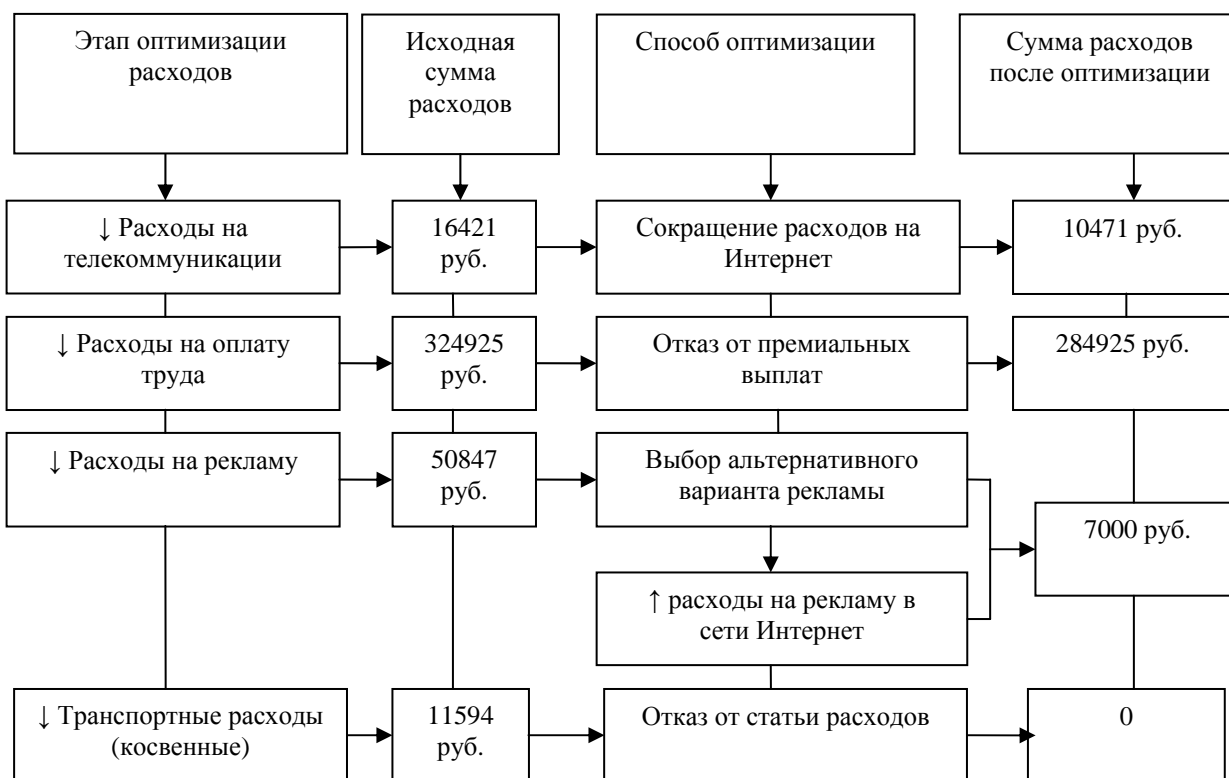 Этап оптимизации
расходов
Исходная
сумма
расходов
Способ оптимизации
Сумма расходов
после оптимизации
↓ Расходы на
телекоммуникации
16421
руб.
Сокращение расходов на
Интернет
10471 руб.
↓ Расходы на оплату
труда
324925
руб.
Отказ от премиальных
выплат
284925 руб.
↓ Расходы на рекламу
50847
руб.
Выбор альтернативного
варианта рекламы
7000 руб.
↑ расходы на рекламу в
сети Интернет
↓ Транспортные расходы
(косвенные)
11594
руб.
Отказ от статьи расходов
0